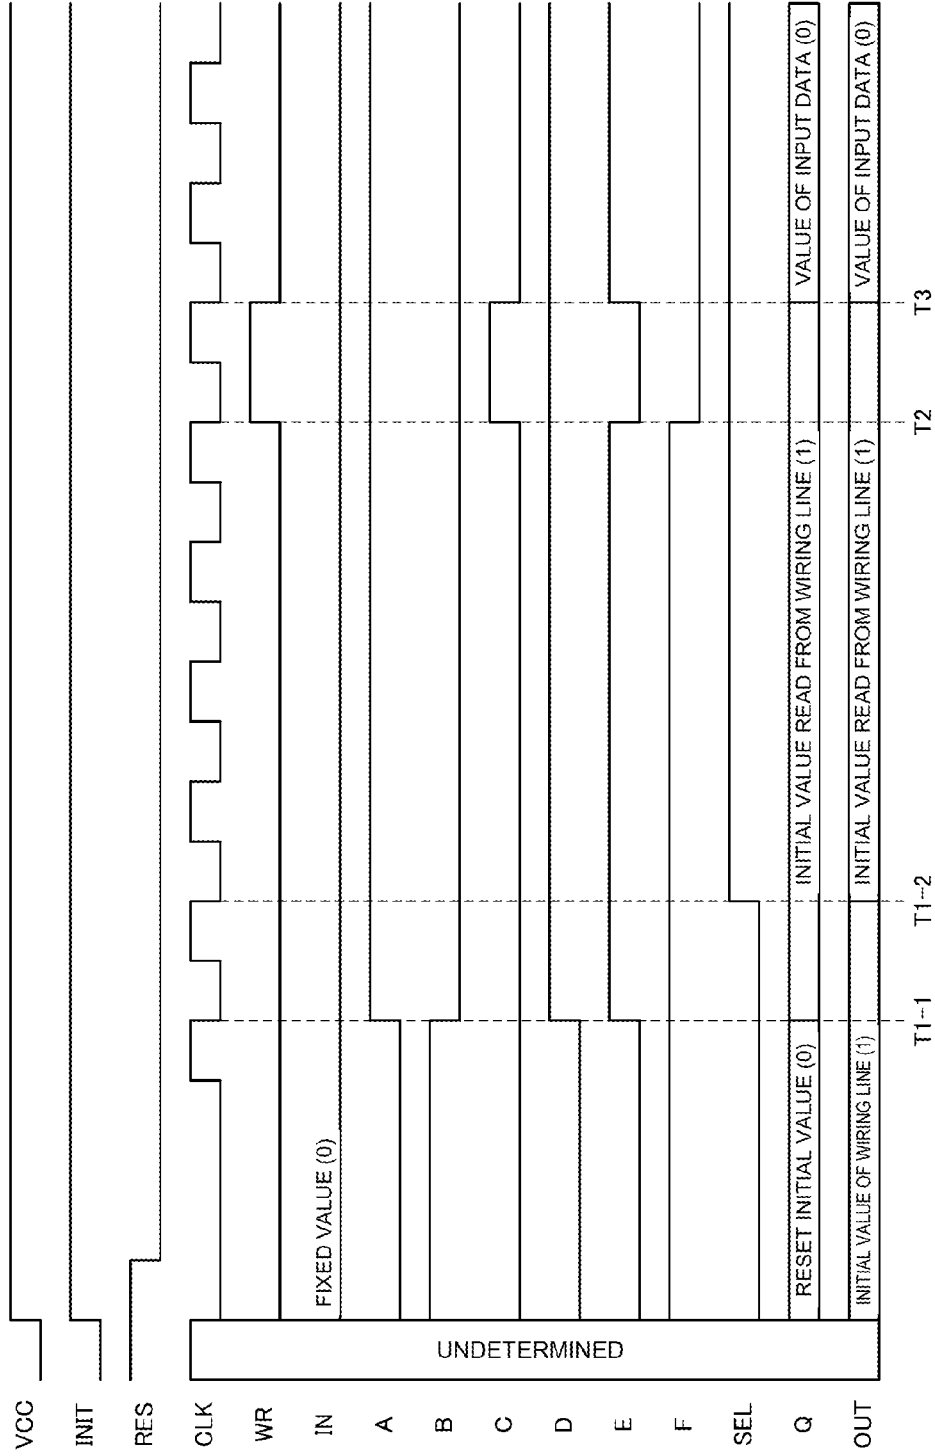 VCC
INIT
RES
CLK
WR
IN
FIXED VALUE (0)
A
B
C
D
E
F
SEL
Q
RESET INITIAL VALUE (0)
INITIAL VALUE READ FROM WIRING LINE (1)
VALUE OF INPUT DATA (0)
OUT
INITIAL VALUE OF WIRING LINE (1)
INITIAL VALUE READ FROM WIRING LINE (1)
VALUE OF INPUT DATA (0)
UNDETERMINED
T1-1
T1-2
T2
T3